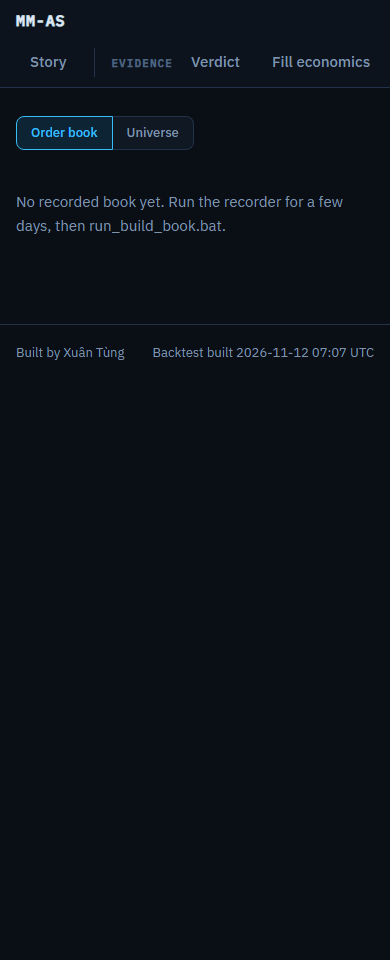 MM-AS
Story EVIDENCE Verdict Fill economics
Order book Universe
No recorded book yet. Run the recorder for a few
days, then run_build_book.bat.
Built by Xuân Tùng Backtest built 2026-11-12 07:07 UTC